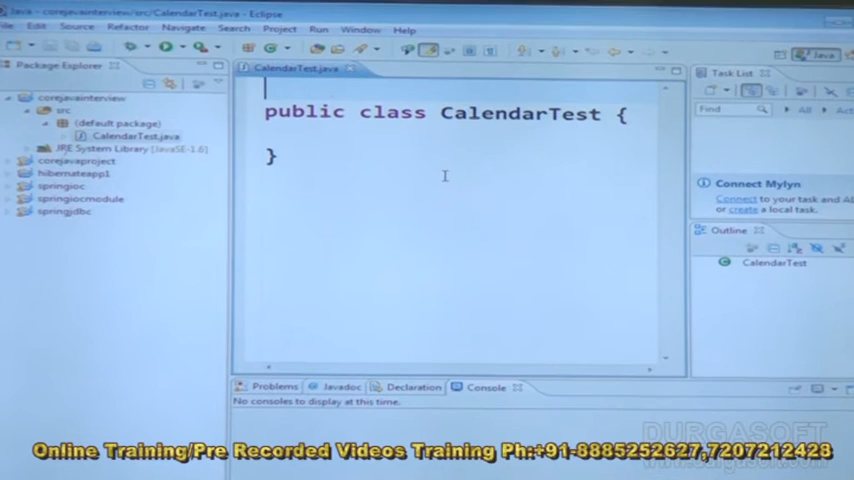 Java - corejavainterview/src/CalendarTest.java - Eclipse
File Edit Source Refactor Navigate Search Project Run Window Help
Java
Package Explorer
corejavainterview
src
(default package)
CalendarTest.java
JRE System Library [JavaSE-1.6]
corejavaproject
hibernateapp1
springioc
springiocmodule
springjdbc
CalendarTest.java
public class CalendarTest {
}
Task List
Find
All
Connect Mylyn
Connect to your task and
or create a local task.
Outline
CalendarTest
Problems @ Javadoc Declaration Console
No consoles to display at this time.
DURGASOFT
www.durgasoft.com
Online Training/Pre Recorded Videos Training Ph:+91-8885252627,7207212428